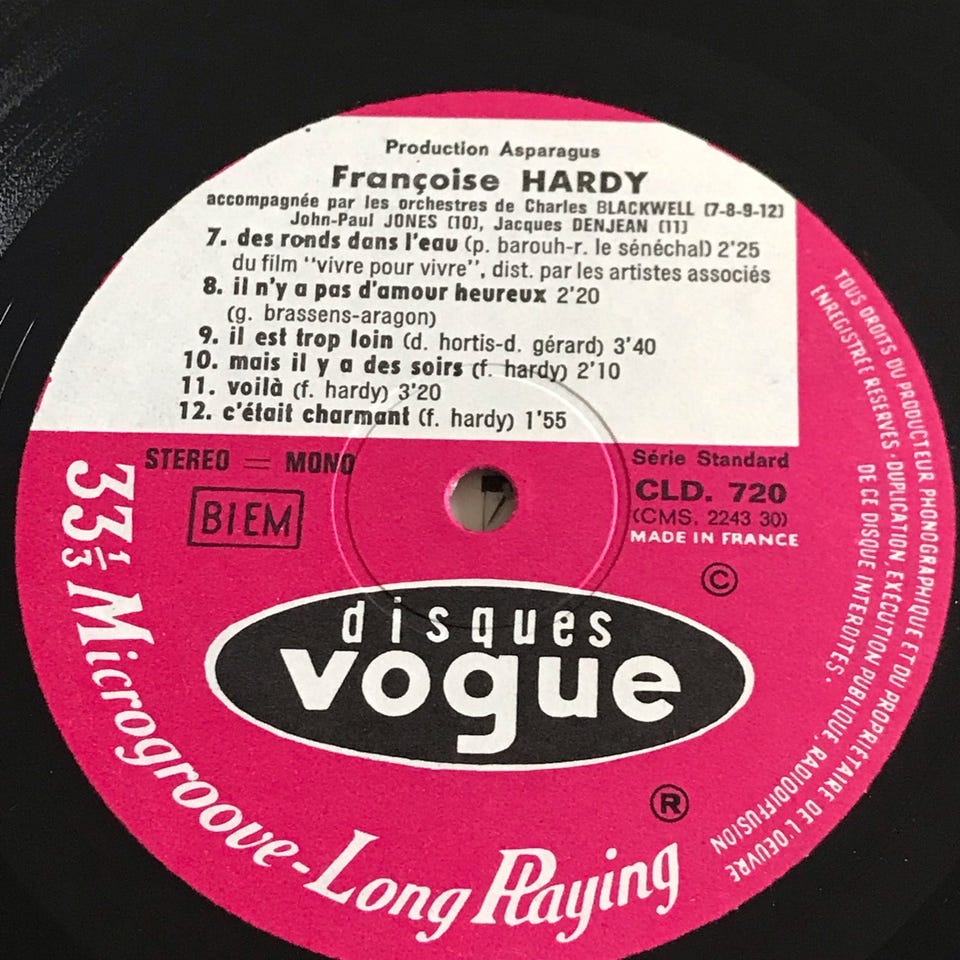 Production Asparagus
Françoise HARDY
accompagnée par les orchestres de Charles BLACKWELL (7-8-9-12)
John-Paul JONES (10), Jacques DENJEAN (11)
7. des ronds dans l'eau (p. barouh-r. le sénéchal) 2'25
du film "vivre pour vivre", dist. par les artistes associés
8. il n'y a pas d'amour heureux 2'20
(g. brassens-aragon)
9. il est trop loin (d. hortis-d. gérard) 3'40
10. mais il y a des soirs (f. hardy) 2'10
11. voilà (f. hardy) 3'20
12. c'était charmant (f. hardy) 1'55
STEREO = MONO
BIEM
Série Standard
CLD. 720
(CMS. 2243 30)
MADE IN FRANCE
©
disques
vogue
®
33 1/3 Microgroove - Long Playing
TOUS DROITS DU PRODUCTEUR PHONOGRAPHIQUE ET DU PROPRIÉTAIRE DE L'OEUVRE
ENREGISTRÉE RESERVES · DUPLICATION, EXÉCUTION PUBLIQUE, RADIODIFFUSION
DE CE DISQUE INTERDITES.